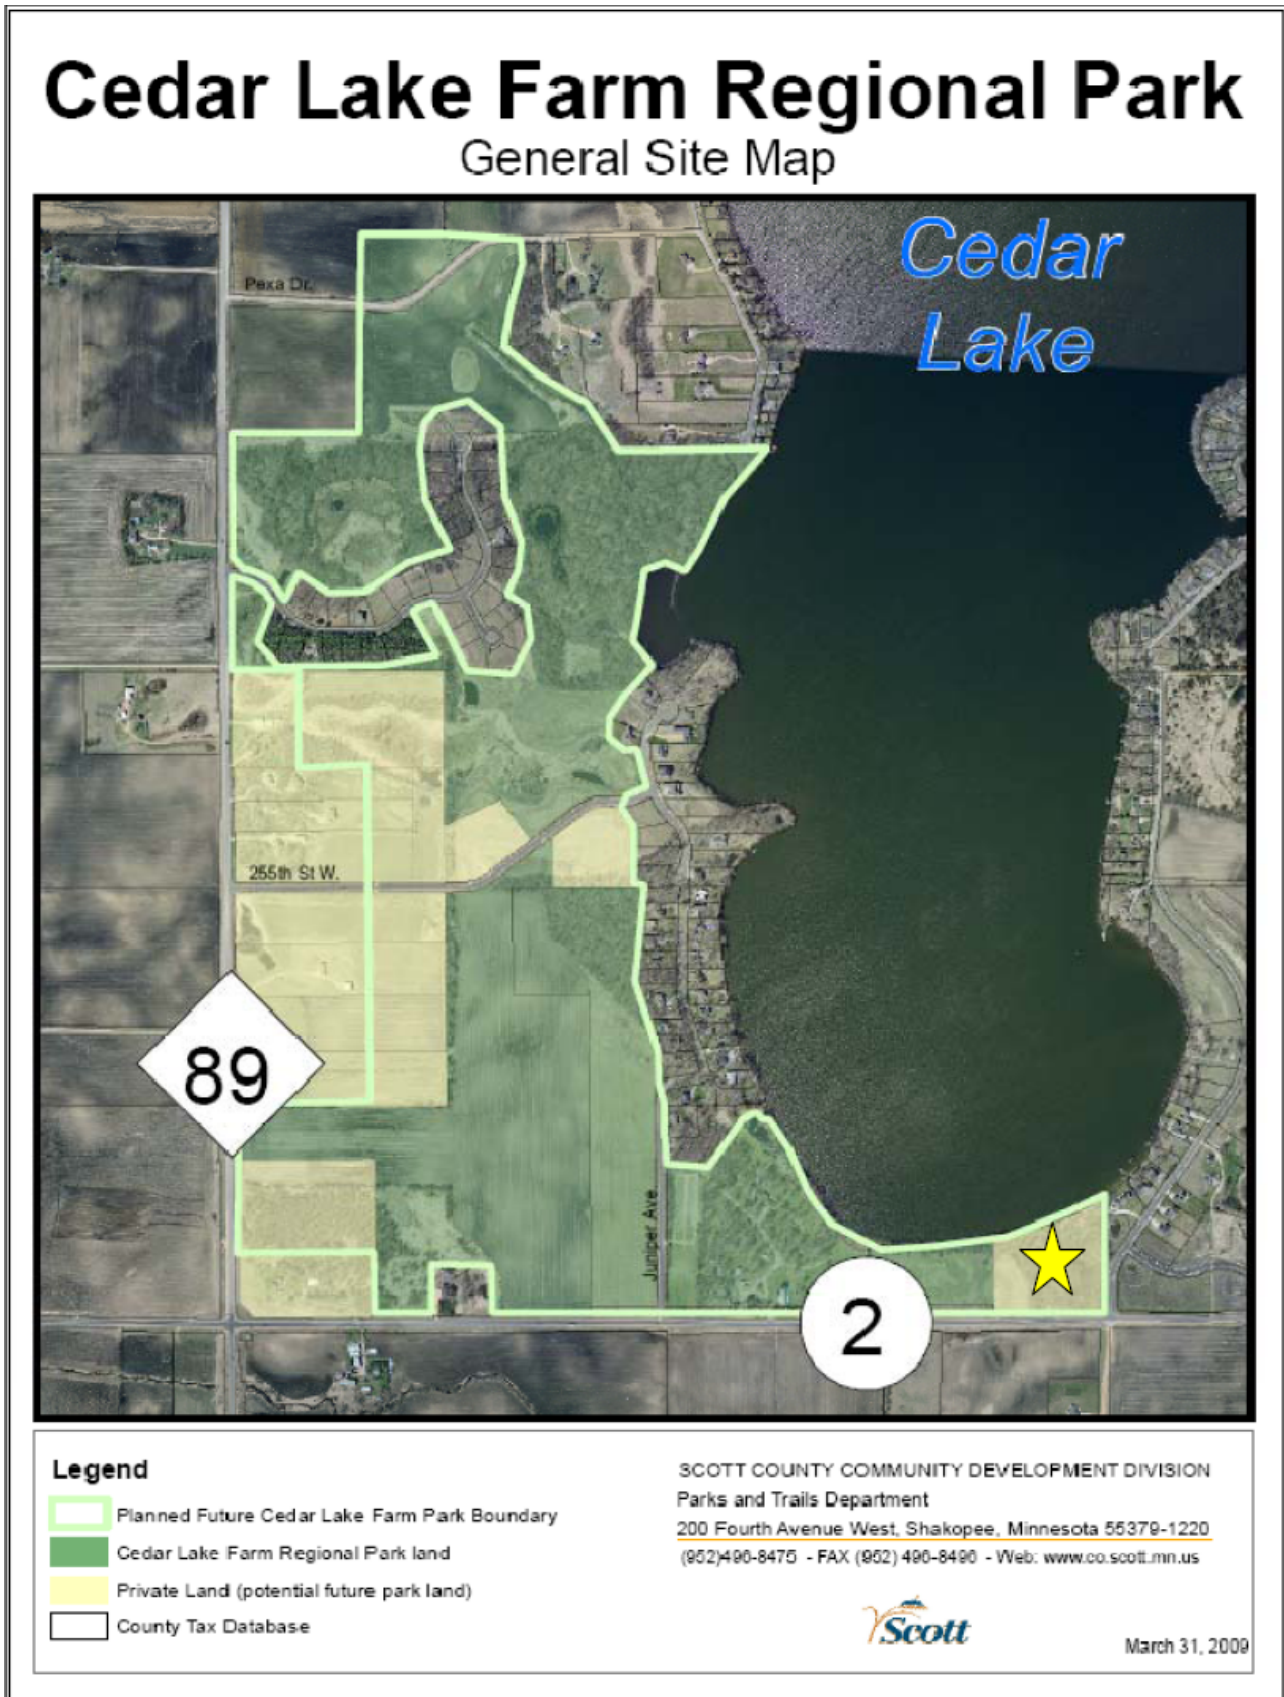 Cedar Lake Farm Regional Park
General Site Map
Cedar
Lake
Pexa Dr.
255th St W.
89
Juniper Ave
2
Legend
Planned Future Cedar Lake Farm Park Boundary
Cedar Lake Farm Regional Park land
Private Land (potential future park land)
County Tax Database
SCOTT COUNTY COMMUNITY DEVELOPMENT DIVISION
Parks and Trails Department
200 Fourth Avenue West, Shakopee, Minnesota 55379-1220
(952)496-8475 - FAX (952) 496-8496 - Web: www.co.scott.mn.us
Scott
March 31, 2009